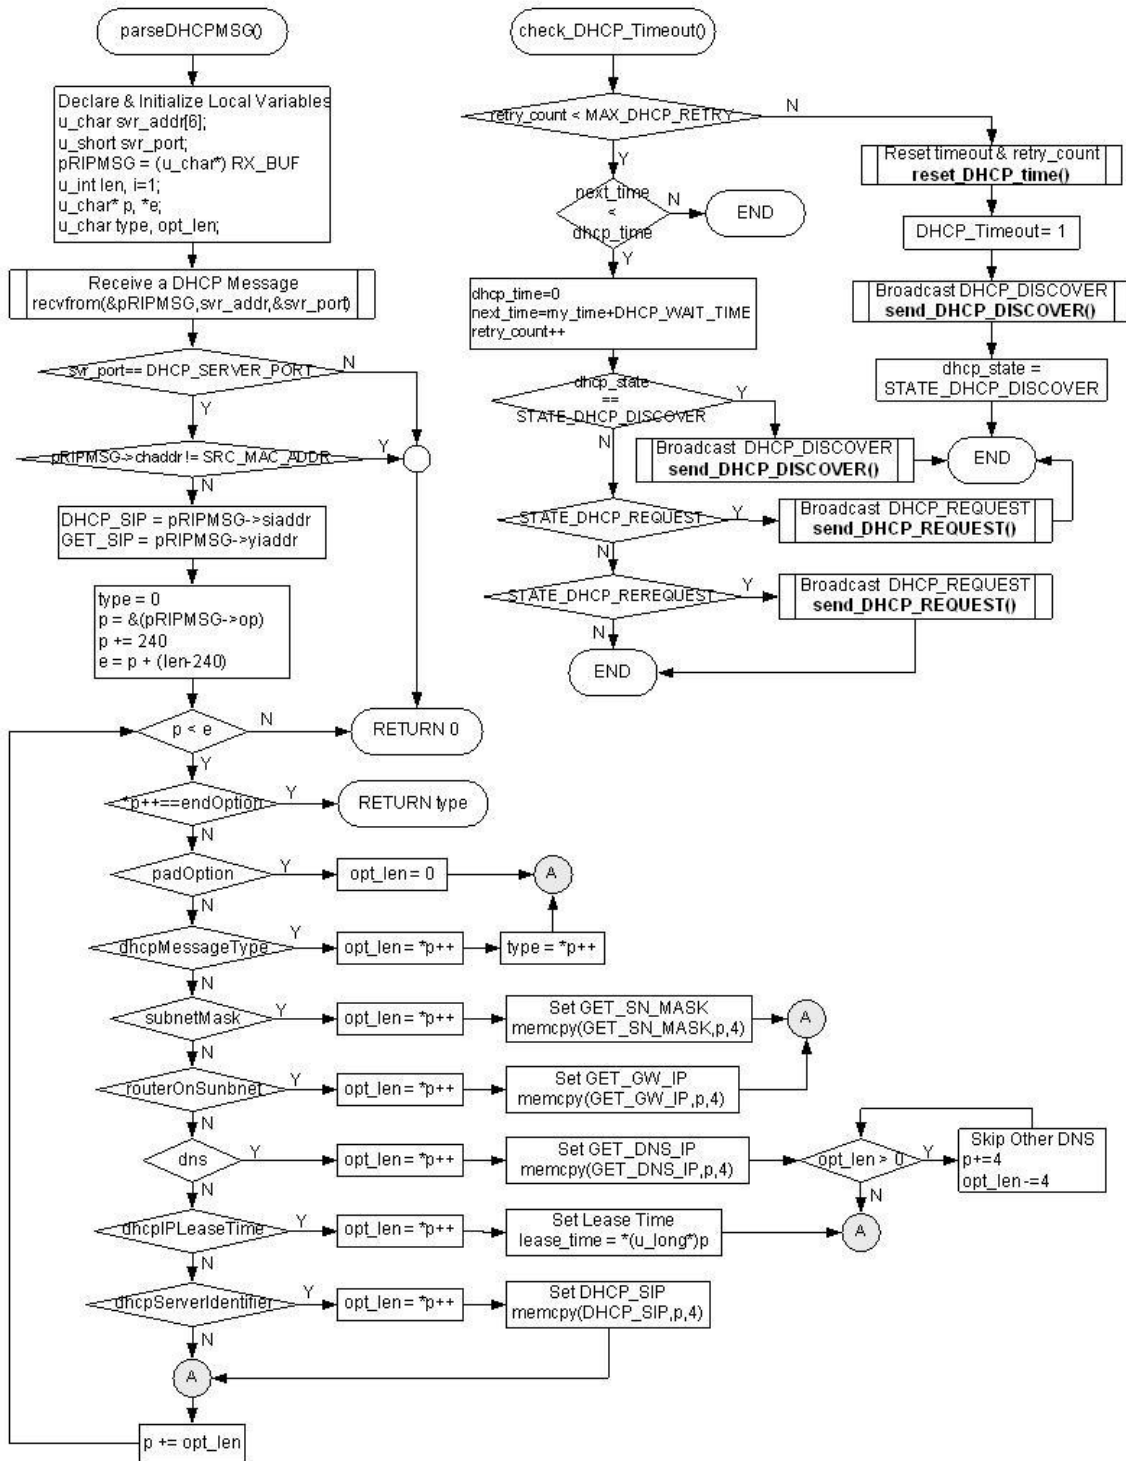 parseDHCPMSG()
Declare & Initialize Local Variables
u_char svr_addr[6];
u_short svr_port;
pRIPMSG = (u_char*) RX_BUF
u_int len, i=1;
u_char* p, *e;
u_char type, opt_len;
Receive a DHCP Message
recvfrom(&pRIPMSG,svr_addr,&svr_port)
svr_port== DHCP_SERVER_PORT
N
Y
pRIPMSG->chaddr!= SRC_MAC_ADDR
Y
N
DHCP_SIP = pRIPMSG->siaddr
GET_SIP = pRIPMSG->yiaddr
type = 0
p = &(pRIPMSG->op)
p += 240
e = p + (len-240)
p < e
N
RETURN 0
Y
*p++==endOption
Y
RETURN type
N
padOption
Y
opt_len = 0
A
N
dhcpMessageType
Y
opt_len= *p++
type = *p++
N
subnetMask
Y
opt_len= *p++
Set GET_SN_MASK
memcpy(GET_SN_MASK,p,4)
A
N
routerOnSunbnet
Y
opt_len= *p++
Set GET_GW_IP
memcpy(GET_GW_IP,p,4)
N
dns
Y
opt_len= *p++
Set GET_DNS_IP
memcpy(GET_DNS_IP,p,4)
opt_len > 0
Y
Skip Other DNS
p+=4
opt_len -=4
N
N
dhcpIPLeaseTime
Y
opt_len= *p++
Set Lease Time
lease_time = *(u_long*)p
A
N
dhcpServerIdentifier
Y
opt_len= *p++
Set DHCP_SIP
memcpy(DHCP_SIP,p,4)
N
A
p += opt_len
check_DHCP_Timeout()
retry_count < MAX_DHCP_RETRY
N
Y
next_time
<
dhcp_time
N
END
Y
dhcp_time=0
next_time=my_time+DHCP_WAIT_TIME
retry_count++
dhcp_state
==
STATE_DHCP_DISCOVER
Y
Broadcast DHCP_DISCOVER
send_DHCP_DISCOVER()
N
STATE_DHCP_REQUEST
Y
Broadcast DHCP_REQUEST
send_DHCP_REQUEST()
N
STATE_DHCP_REREQUEST
Y
Broadcast DHCP_REQUEST
send_DHCP_REQUEST()
N
END
Reset timeout & retry_count
reset_DHCP_time()
DHCP_Timeout= 1
Broadcast DHCP_DISCOVER
send_DHCP_DISCOVER()
dhcp_state =
STATE_DHCP_DISCOVER
END